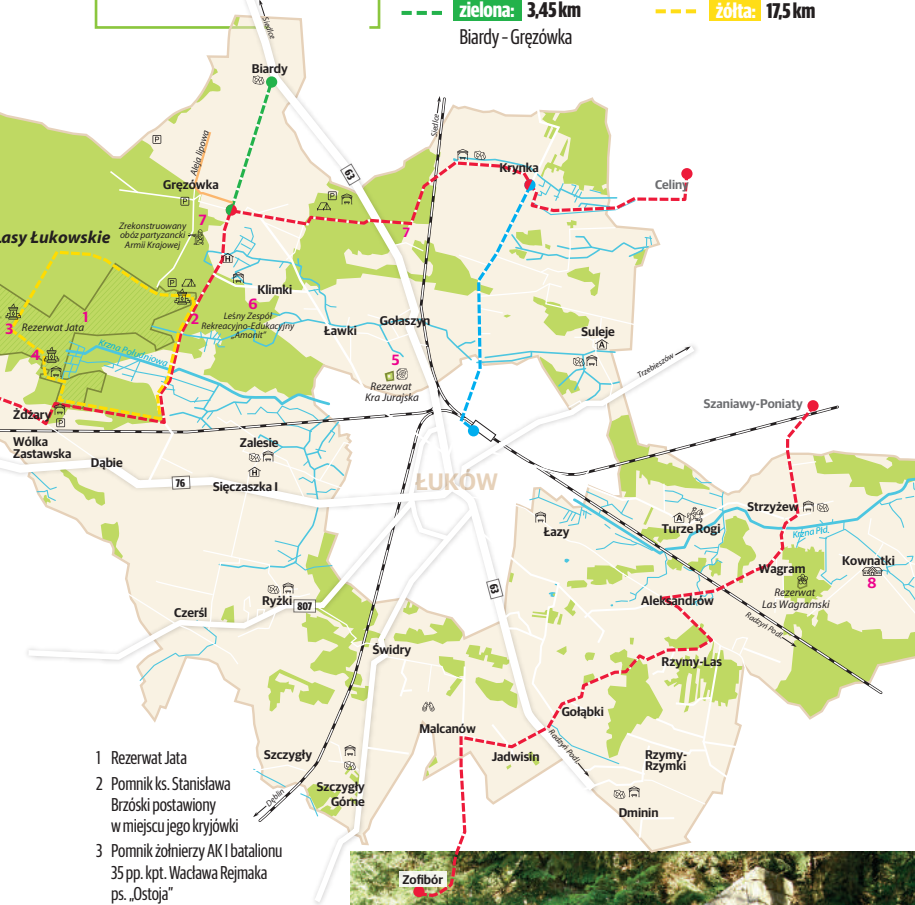 zielona: 3,45 km
Biardy – Gręzówka
żółta: 17,5 km
Siedlce
Biardy
P
Aleja lipowa
Siedlce
63
Krynka
Celiny
Gręzówka
P
P
7
Zrekonstruowany
obóz partyzancki
Armii Krajowej
7
Lasy Łukowskie
H
P
Klimki
6
Leśny Zespół
Rekreacyjno-Edukacyjny
„Amonit”
1
2
3
Rezerwat Jata
4
Krzna Południowa
Ławki
Gołaszyn
5
Rezerwat
Kra Jurajska
Suleje
A
Trzebieszów
Szaniawy-Poniaty
Żdżary
P
Wólka
Zastawska
Dąbie
Zalesie
H
Sięczaszka I
76
ŁUKÓW
Łazy
A
Turze Rogi
Strzyżew
Krzna Płd.
Kownatki
8
Wagram
Rezerwat
Las Wagramski
Aleksandrów
Radzyń Podl.
Rzymy-Las
Ryżki
807
63
Czerśl
Świdry
Malcanów
Gołąbki
Jadwisin
Radzyń Podl.
Rzymy-
Rzymki
Dminin
Szczygły
Szczygły
Górne
Dęblin
Zofibór
1 Rezerwat Jata
2 Pomnik ks. Stanisława
Brzóski postawiony
w miejscu jego kryjówki
3 Pomnik żołnierzy AK I batalionu
35 pp. kpt. Wacława Rejmaka
ps. „Ostoja”